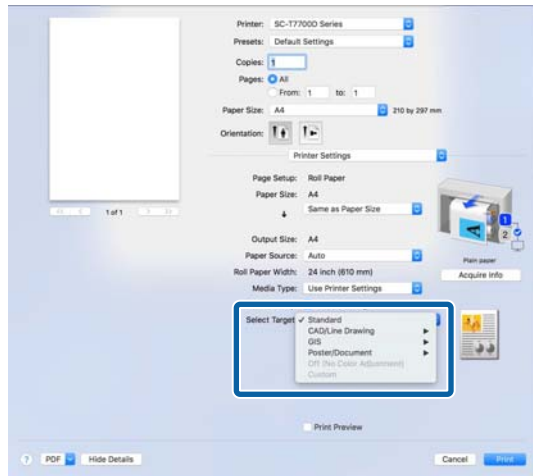 Printer: SC-T7700D Series
Presets: Default Settings
Copies: 1
Pages: All
From: 1 to: 1
Paper Size: A4 210 by 297 mm
Orientation:
Printer Settings
Page Setup: Roll Paper
Paper Size: A4
Same as Paper Size
1 of 1
Output Size: A4
Paper Source: Auto
Roll Paper Width: 24 inch (610 mm)
Media Type: Use Printer Settings
1
2
A
Plain paper
Acquire Info
Select Target ✓ Standard
CAD/Line Drawing
GIS
Poster/Document
Off (No Color Adjustment)
Custom
Print Preview
? PDF Hide Details Cancel Print